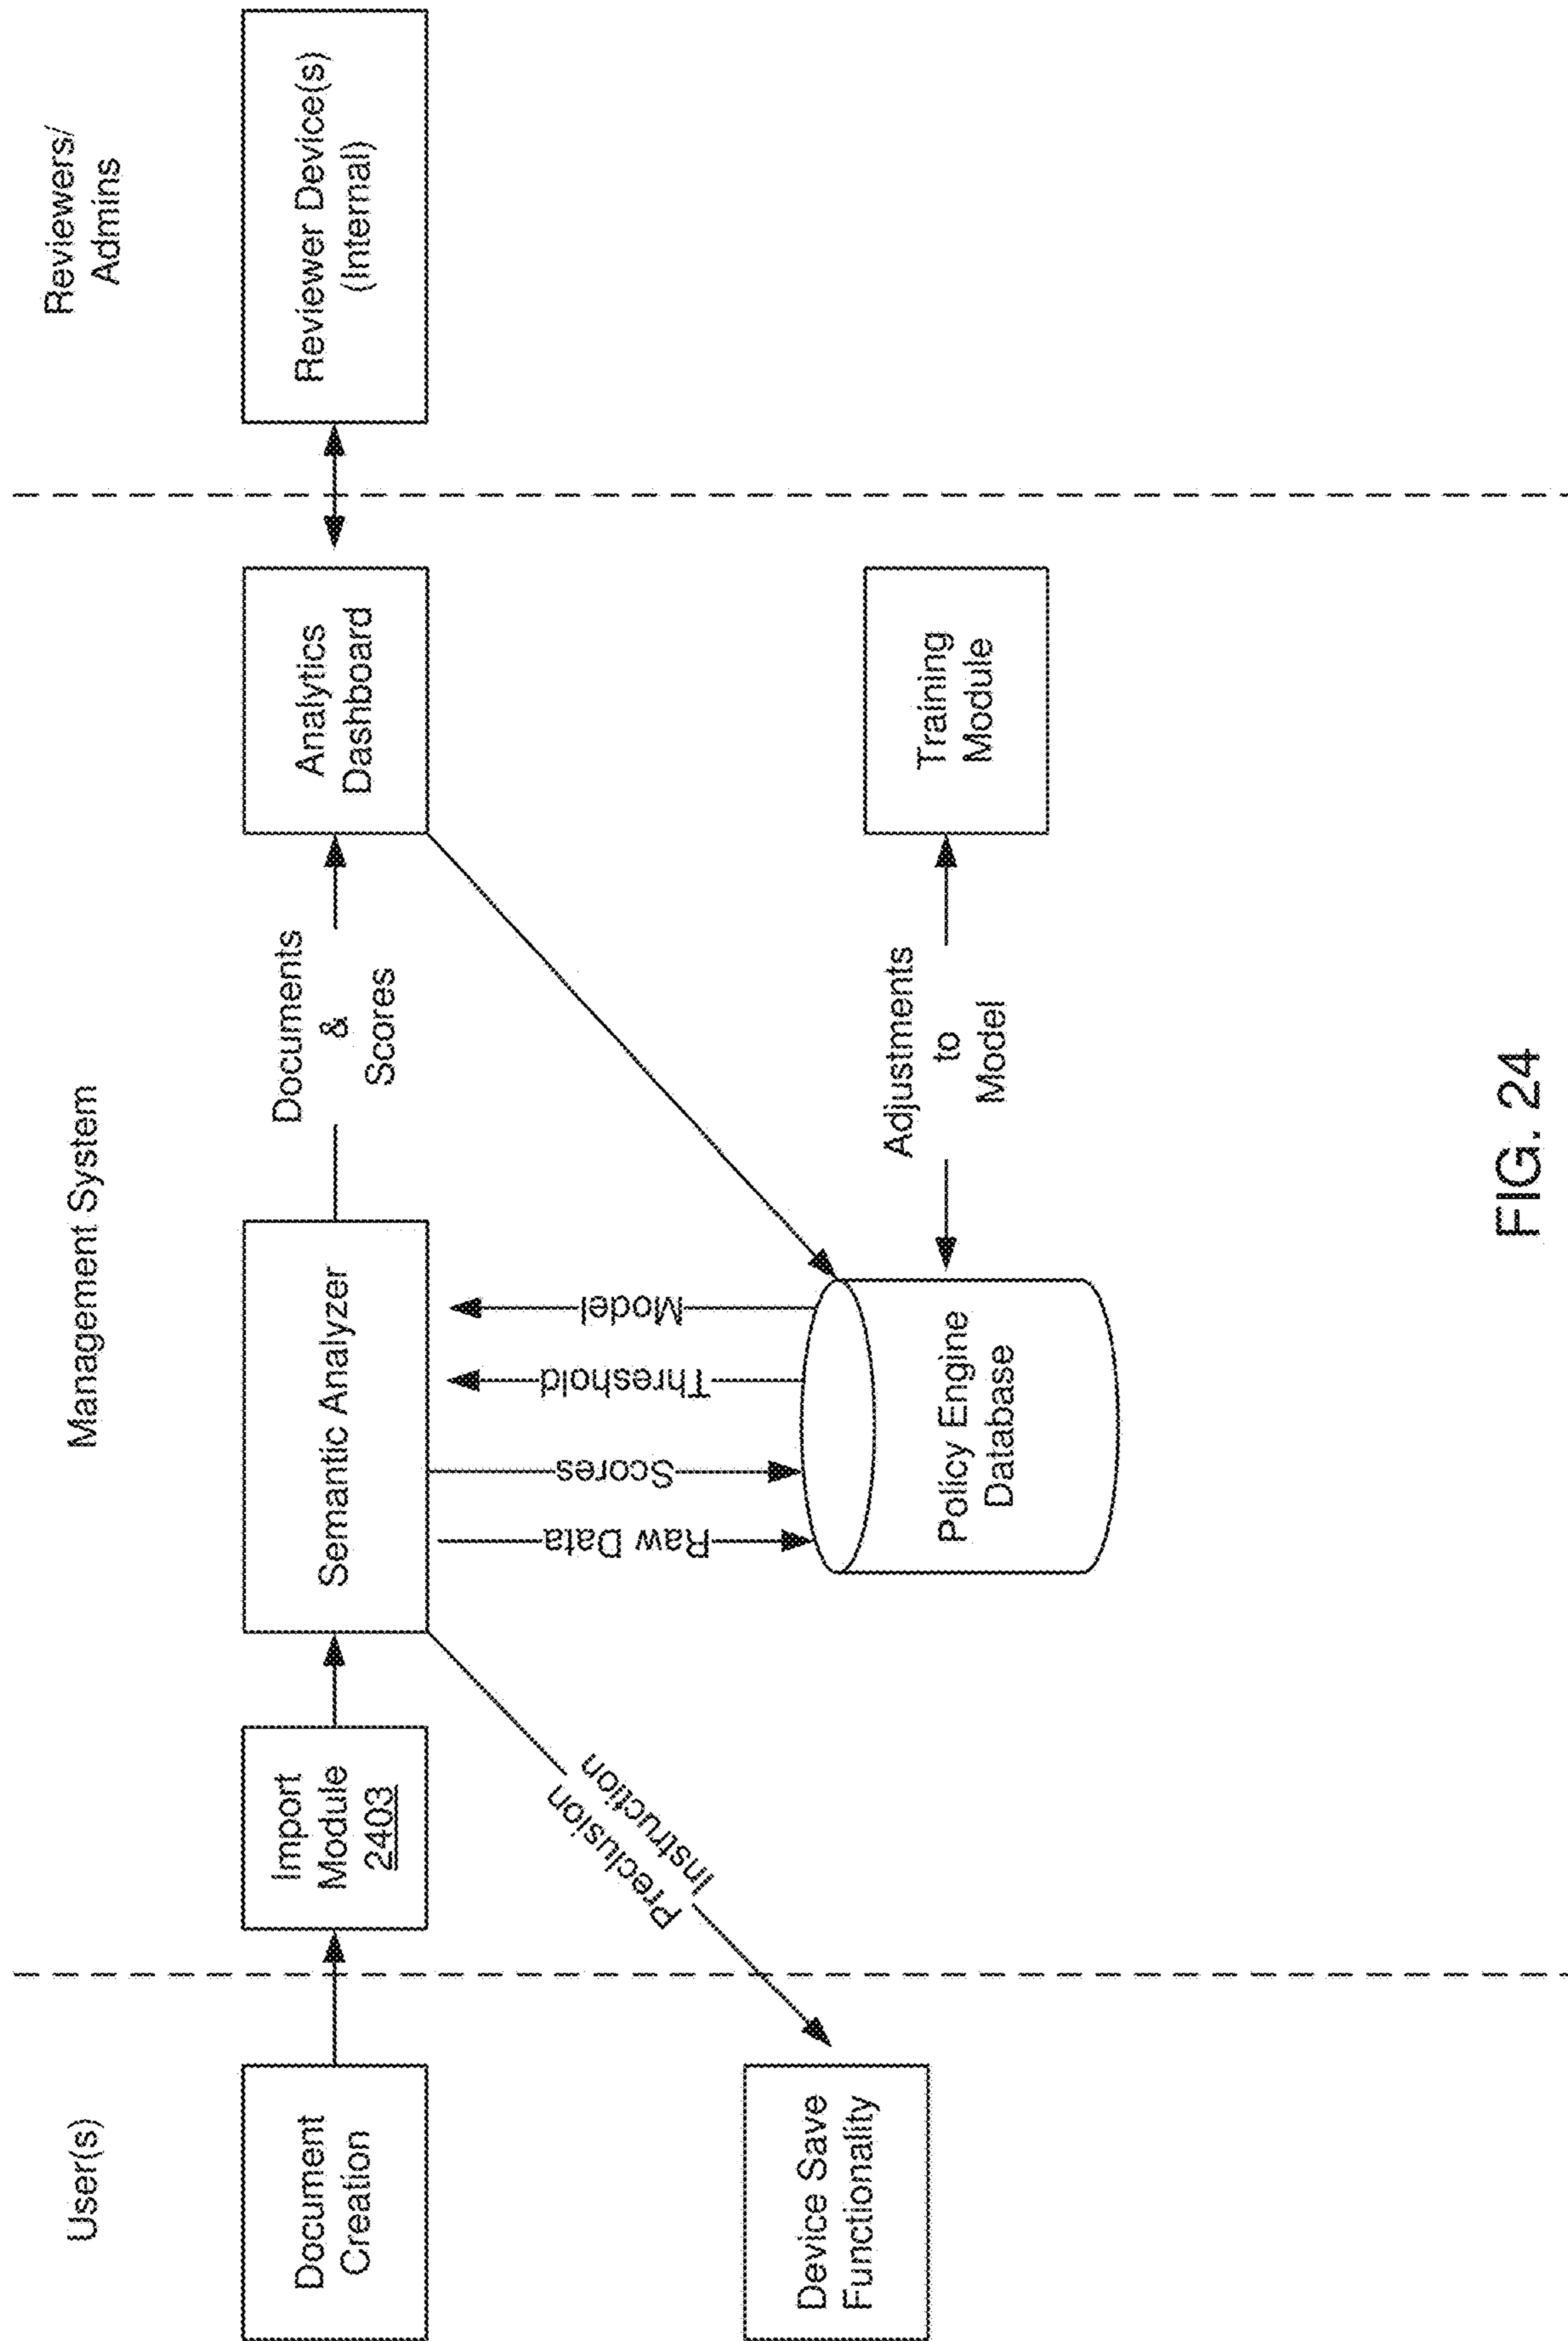 User(s)
Management System
Reviewers/
Admins
Document
Creation
Import
Module
2403
Semantic Analyzer
Documents
&
Scores
Analytics
Dashboard
Reviewer Device(s)
(Internal)
Preclusion
Instruction
Raw Data
Scores
Threshold
Model
Device Save
Functionality
Policy Engine
Database
Adjustments
to
Model
Training
Module
FIG. 24